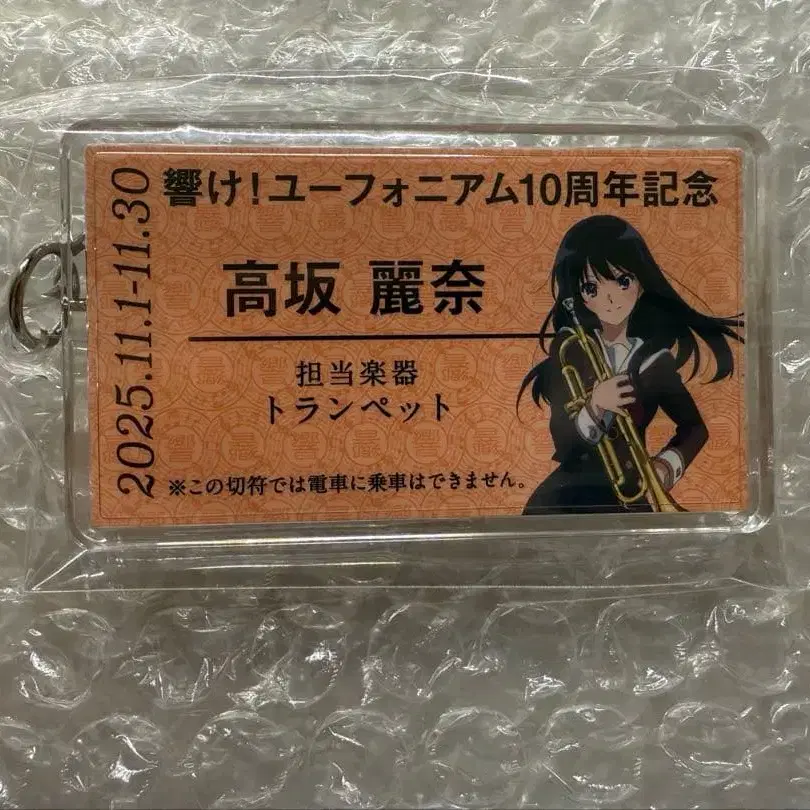 響け！ユーフォニアム10周年記念
高坂 麗奈
担当楽器
トランペット
※この切符では電車に乗車はできません。
2025.11.1-11.30